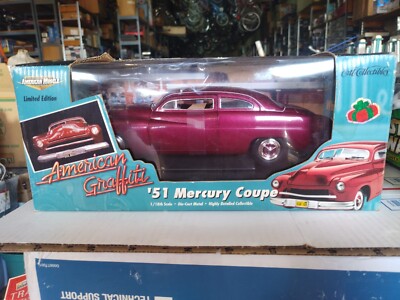 American Muscle
Ertl Collectibles
Limited Edition
American
Graffiti
'51 Mercury Coupe
1/18th Scale • Die-Cast Metal • Highly Detailed Collectible
TECHNICAL SUPPORT